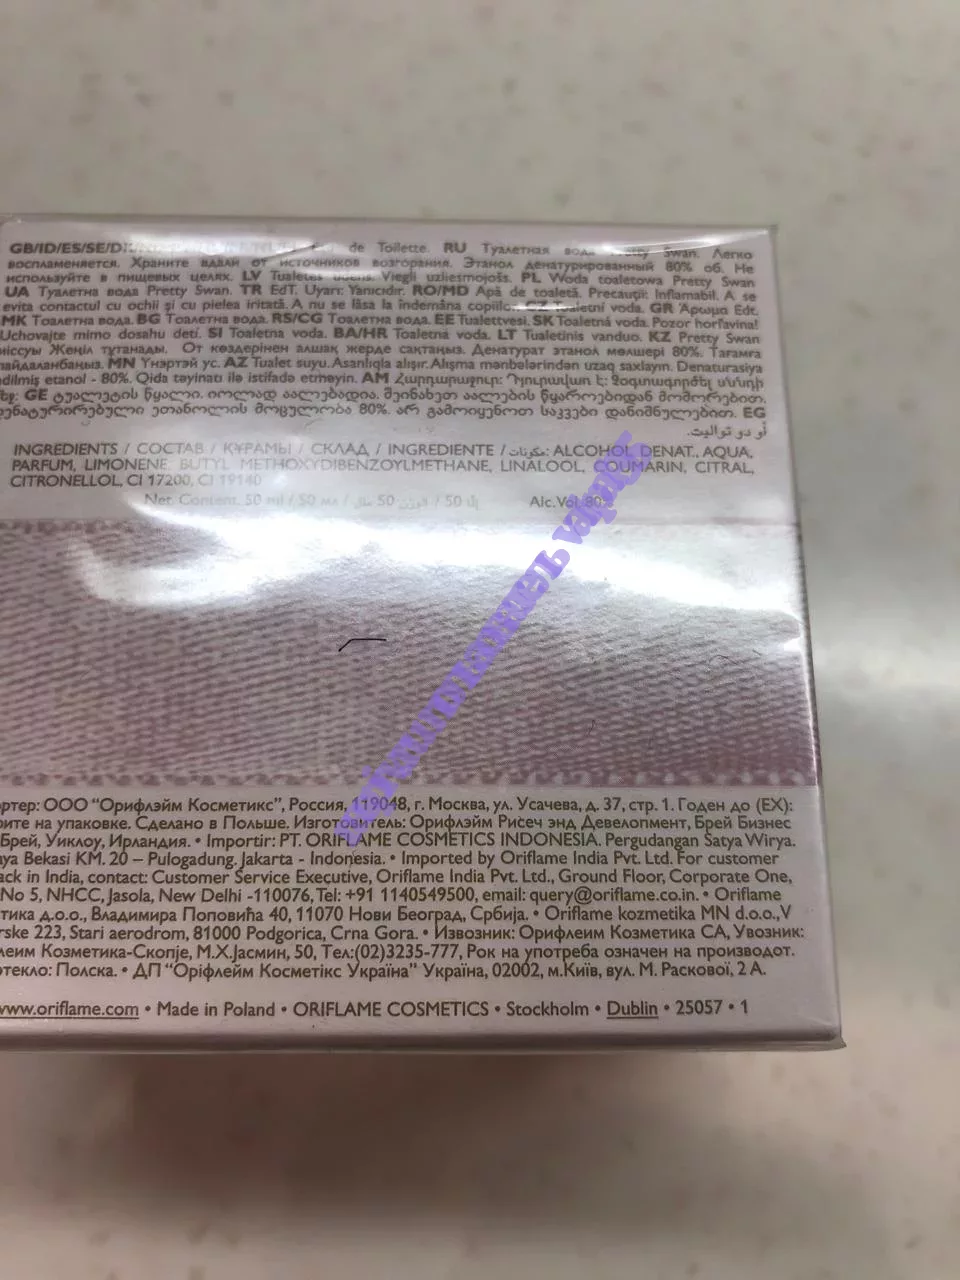 GB/ID/ES/SE/DK de Toilette. RU Туалетная вода Pretty Swan. Легко
воспламеняется. Храните вдали от источников возгорания. Этанол денатурированный 80% об. Не
используйте в пищевых целях. LV Tualetes ūdens. Viegli uzliesmojošs. PL Woda toaletowa Pretty Swan
UA Туалетна вода Pretty Swan. TR EdT. Uyarı: Yanıcıdır. RO/MD Apă de toaletă. Precauţii: Inflamabil. A se
evita contactul cu ochii şi cu pielea iritată. A nu se lăsa la îndemâna copiilor. CZ Toaletní voda. GR Άρωμα Edt.
MK Тоалетна вода. BG Тоалетна вода. RS/CG Тоалетна вода. EE Tualettvesi. SK Toaletná voda. Pozor horľavina!
Uchovajte mimo dosahu detí. SI Toaletna voda. BA/HR Toaletna voda. LT Tualetinis vanduo. KZ Pretty Swan
иіссуы Жеңіл тұтанады. От көздерінен алшақ жерде сақтаңыз. Денатурат этанол мөлшері 80%. Тағамға
пайдаланбаңыз. MN Үнэртэй ус. AZ Tualet suyu. Asanlıqla alışır. Alışma mənbələrindən uzaq saxlayın. Denaturasiya
edilmiş etanol - 80%. Qida təyinatı ilə istifadə etməyin. AM Հարդարաջուր: Դյուրավառ է: Չօգտագործել սննդի
մեջ: GE ტუალეტის წყალი. იოლად აალებადია. შეინახეთ აალების წყაროებიდან მოშორებით.
დენატურირებული ეთანოლის მოცულობა 80%. არ გამოიყენოთ საკვები დანიშნულებით. EG
أو دو تواليت.
INGREDIENTS / СОСТАВ / ҚҰРАМЫ / СКЛАД / INGREDIENTE / مكونات: ALCOHOL DENAT., AQUA,
PARFUM, LIMONENE, BUTYL METHOXYDIBENZOYLMETHANE, LINALOOL, COUMARIN, CITRAL,
CITRONELLOL, CI 17200, CI 19140
Net. Content. 50 ml / 50 мл / 50 Alc. Vol. 80%
ортер: ООО "Орифлэйм Косметикс", Россия, 119048, г. Москва, ул. Усачева, д. 37, стр. 1. Годен до (EX):
рите на упаковке. Сделано в Польше. Изготовитель: Орифлэйм Рисеч энд Девелопмент, Брей Бизнес
Брей, Уиклоу, Ирландия. • Importir: PT. ORIFLAME COSMETICS INDONESIA. Pergudangan Satya Wirya.
aya Bekasi KM. 20 – Pulogadung. Jakarta - Indonesia. • Imported by Oriflame India Pvt. Ltd. For customer
ack in India, contact: Customer Service Executive, Oriflame India Pvt. Ltd., Ground Floor, Corporate One,
No 5, NHCC, Jasola, New Delhi -110076, Tel: +91 1140549500, email: query@oriflame.co.in. • Oriflame
тика д.о.о., Владимира Поповића 40, 11070 Нови Београд, Србија. • Oriflame kozmetika MN d.o.o.,V
rske 223, Stari aerodrom, 81000 Podgorica, Crna Gora. • Извозник: Орифлеим Козметика СА, Увозник:
леим Козметика-Скопје, М.Х.Јасмин, 50, Тел:(02)3235-777, Рок на употреба означен на производот.
отекло: Полска. • ДП "Оріфлейм Косметікс Україна" Україна, 02002, м.Київ, вул. М. Раскової, 2 А.
www.oriflame.com • Made in Poland • ORIFLAME COSMETICS • Stockholm • Dublin • 25057 • 1